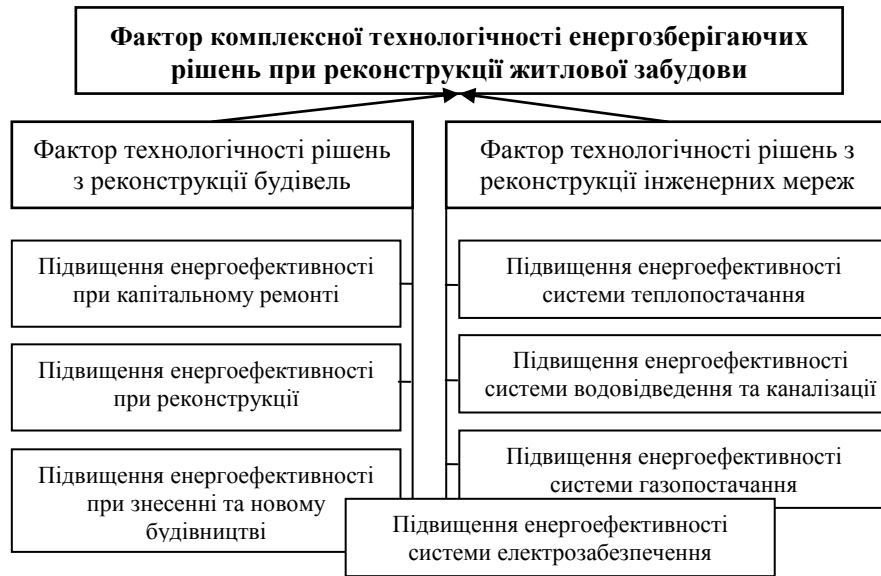 Фактор комплексної технологічності енергозберігаючих
рішень при реконструкції житлової забудови
Фактор технологічності рішень
з реконструкції будівель
Фактор технологічності рішень з
реконструкції інженерних мереж
Підвищення енергоефективності
при капітальному ремонті
Підвищення енергоефективності
системи теплопостачання
Підвищення енергоефективності
при реконструкції
Підвищення енергоефективності
системи водовідведення та каналізації
Підвищення енергоефективності
при знесенні та новому
будівництві
Підвищення енергоефективності
системи газопостачання
Підвищення енергоефективності
системи електрозабезпечення